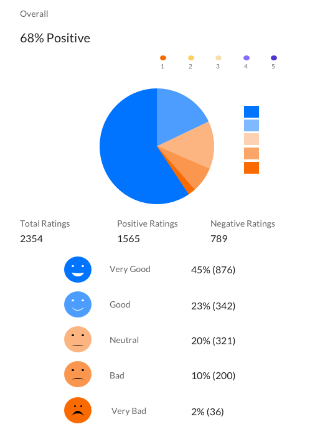 Overall
68% Positive
1 2 3 4 5
Total Ratings Positive Ratings Negative Ratings
2354 1565 789
Very Good 45% (876)
Good 23% (342)
Neutral 20% (321)
Bad 10% (200)
Very Bad 2% (36)